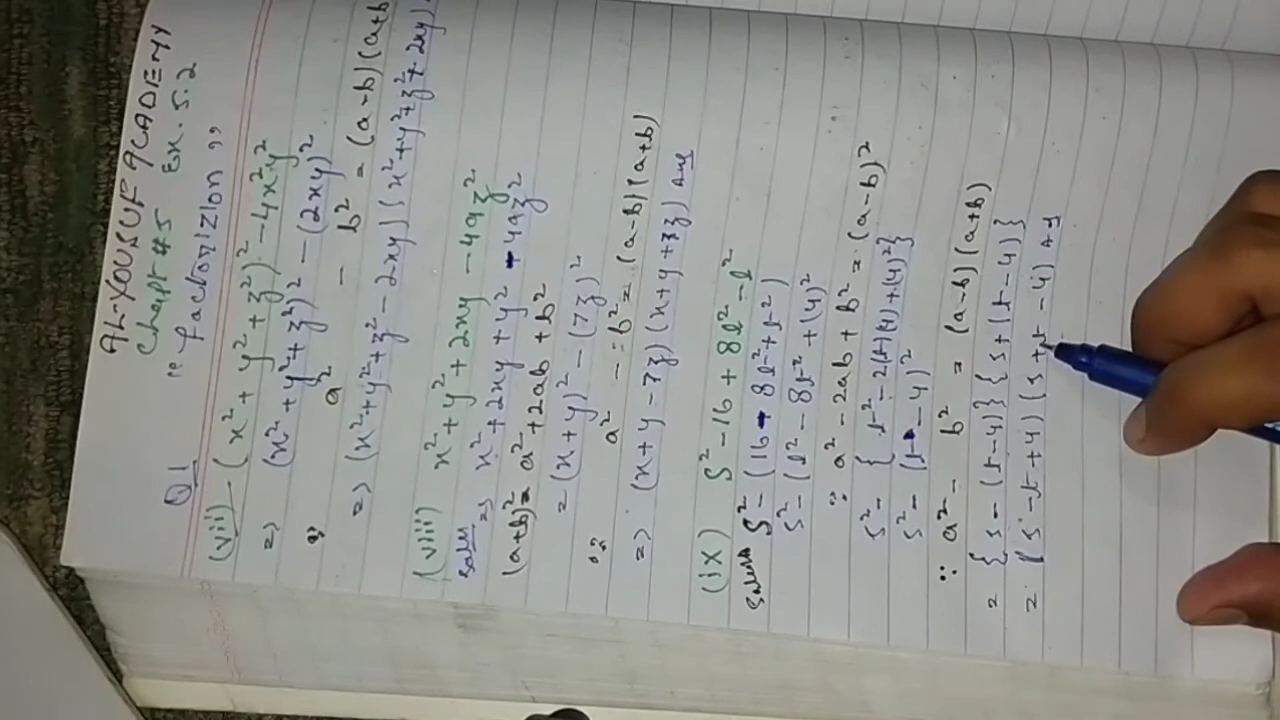 AL-YOUSUF ACADEMY
Chapt #5 Ex. 5.2
Q.1 "factorizion"
(vii) - (x² + y² + z²)² - 4x²y²
=> (x² + y² + z²)² - (2xy)²
∵ a² - b² = (a-b)(a+b
=> (x²+y²+z² - 2xy)(x²+y²+z²+2xy)
(viii) x² + y² + 2xy - 49z²
Soln => x² + 2xy + y² - 49z²
(a+b)² = a² + 2ab + b²
= (x+y)² - (7z)²
∵ a² - b² = (a-b)(a+b)
=> (x+y-7z)(x+y+7z) Ans
(ix) S² - 16 + 8t² - t²
Soln S² - (16 - 8t² + t²)
S² - (t² - 8t² + (4)²
∵ a² - 2ab + b² = (a-b)²
S² - { t² - 2(t)(4) + (4)²}
S² - (t - 4)²
∵ a² - b² = (a-b)(a+b)
= {s - (t-4)} {s + (t-4)}
= (s - t + 4) (s + t - 4) Ans